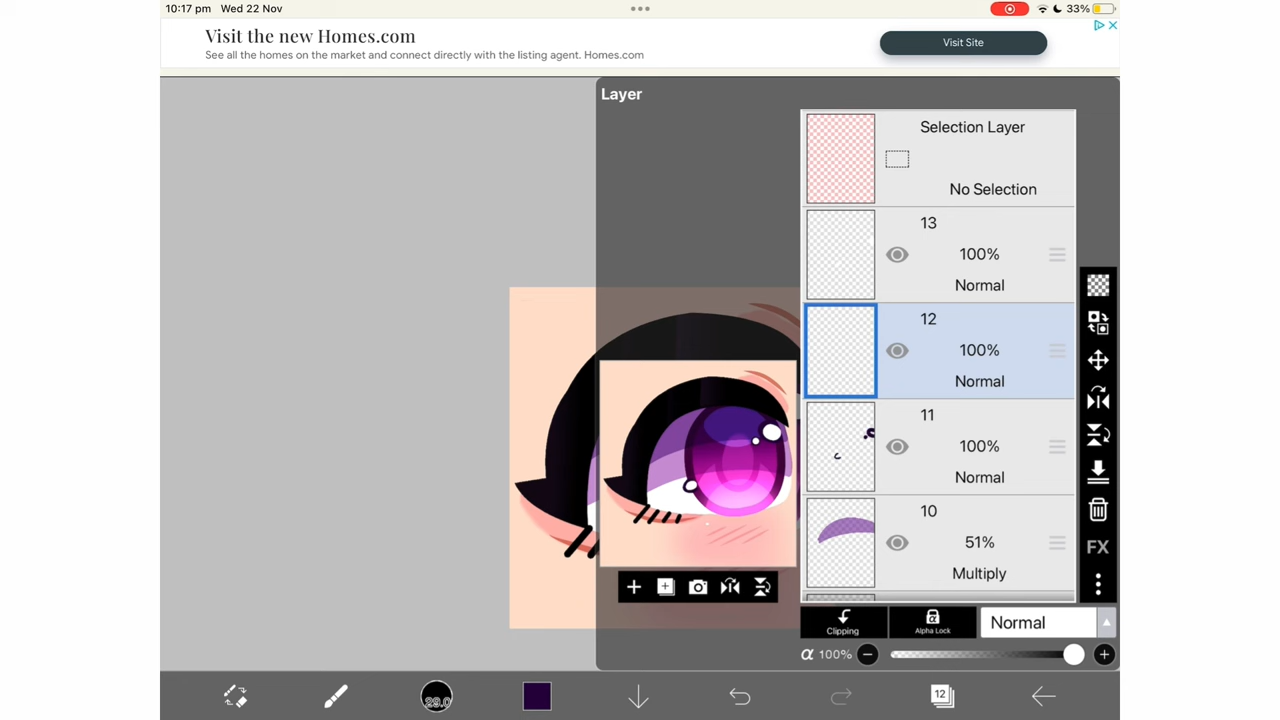 10:17 pm Wed 22 Nov
33%
Visit the new Homes.com
See all the homes on the market and connect directly with the listing agent. Homes.com
Visit Site
Layer
Selection Layer
No Selection
13
100%
Normal
12
100%
Normal
11
100%
Normal
10
51%
Multiply
FX
Clipping
α
Alpha Lock
Normal
α 100%
29.0
12